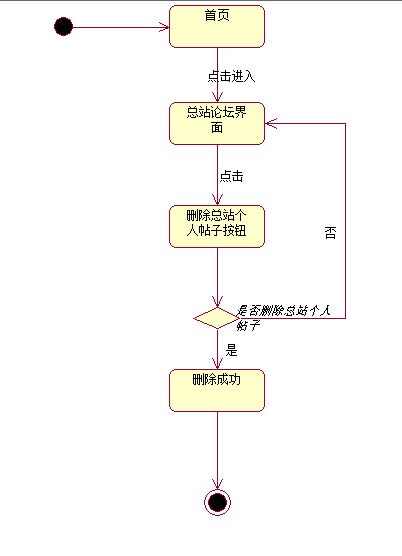 首页
点击进入
总站论坛界
面
点击
删除总站个
人帖子按钮
否
是否删除总站个人
帖子
是
删除成功